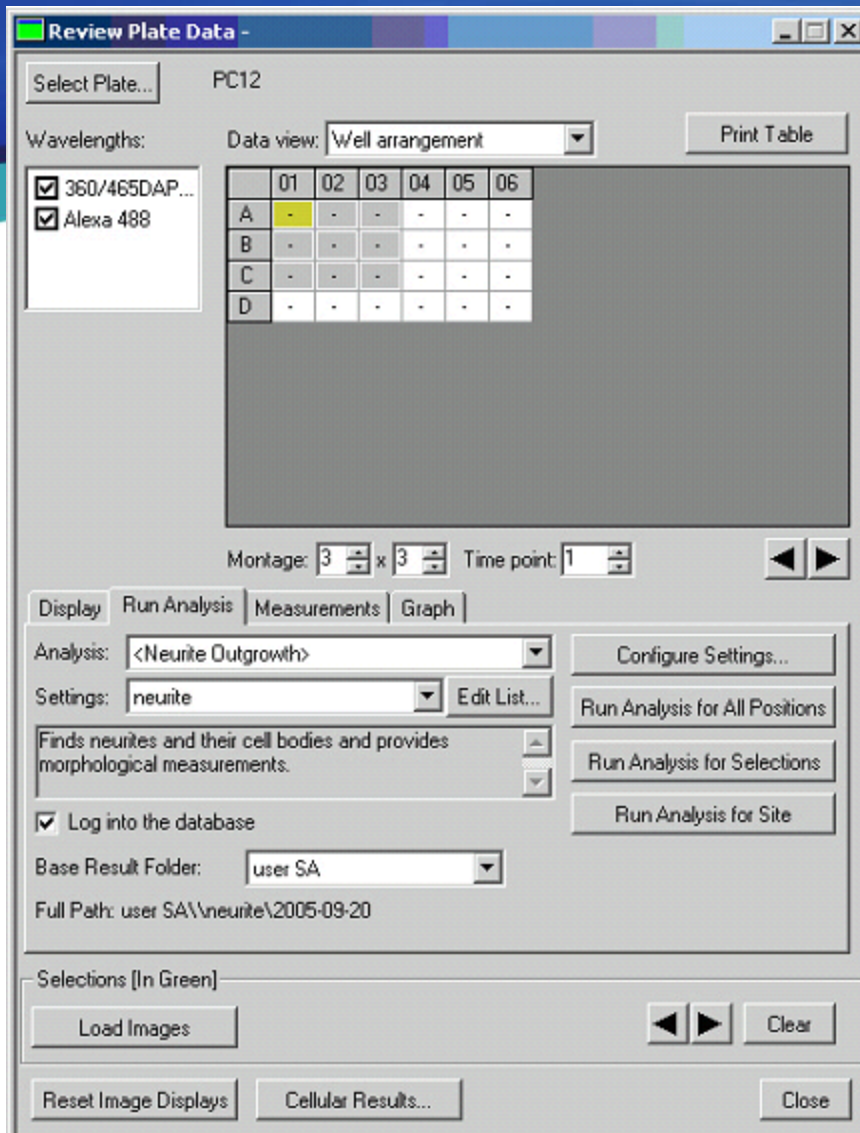 Review Plate Data -
Select Plate... PC12
Wavelengths: Data view: Well arrangement Print Table
360/465DAP...
Alexa 488
01 02 03 04 05 06
A - - - - - -
B - - - - - -
C - - - - - -
D - - - - - -
Montage: 3 x 3 Time point: 1
Display Run Analysis Measurements Graph
Analysis: <Neurite Outgrowth> Configure Settings...
Settings: neurite Edit List... Run Analysis for All Positions
Finds neurites and their cell bodies and provides
morphological measurements.
Run Analysis for Selections
Log into the database Run Analysis for Site
Base Result Folder: user SA
Full Path: user SA\\neurite\2005-09-20
Selections [In Green]
Load Images Clear
Reset Image Displays Cellular Results... Close